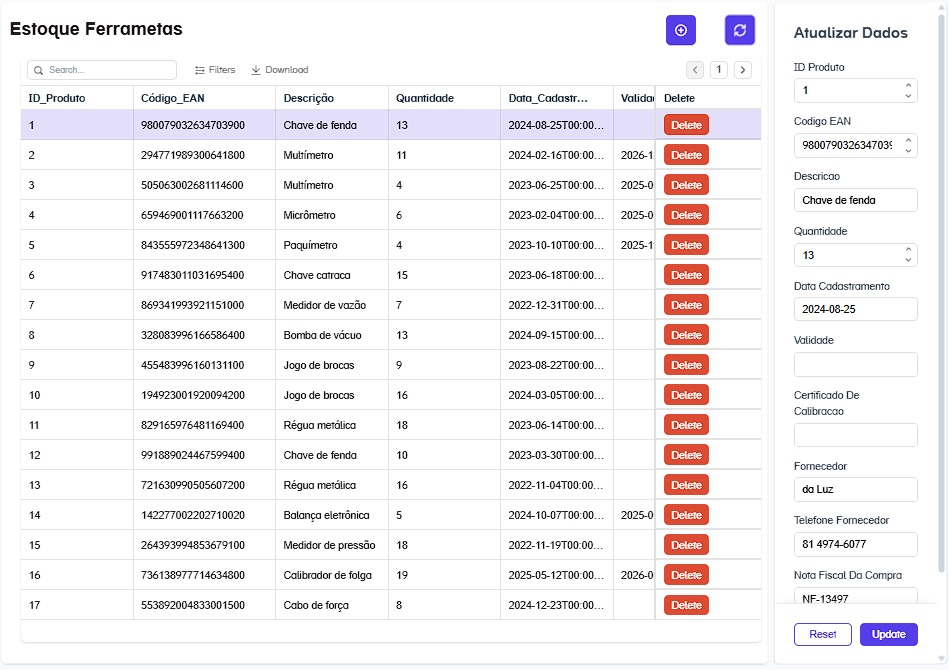 Estoque Ferrametas
Search...
Filters
Download
1
ID_Produto Código_EAN Descrição Quantidade Data_Cadastr... Validad Delete
1 980079032634703900 Chave de fenda 13 2024-08-25T00:00... Delete
2 294771989300641800 Multímetro 11 2024-02-16T00:00... 2026-1 Delete
3 505063002681114600 Multímetro 4 2023-06-25T00:00... 2025-0 Delete
4 659469001117663200 Micrômetro 6 2023-02-04T00:00... 2025-0 Delete
5 843555972348641300 Paquímetro 4 2023-10-10T00:00... 2025-1 Delete
6 917483011031695400 Chave catraca 15 2023-06-18T00:00... Delete
7 869341993921151000 Medidor de vazão 7 2022-12-31T00:00... Delete
8 328083996166586400 Bomba de vácuo 13 2024-09-15T00:00... Delete
9 455483996160131100 Jogo de brocas 9 2023-08-22T00:00... Delete
10 194923001920094200 Jogo de brocas 16 2024-03-05T00:00... Delete
11 829165976481169400 Régua metálica 18 2023-06-14T00:00... Delete
12 991889024467599400 Chave de fenda 10 2023-03-30T00:00... Delete
13 721630990505607200 Régua metálica 16 2022-11-04T00:00... Delete
14 142277002202710020 Balança eletrônica 5 2024-10-07T00:00... 2025-0 Delete
15 264393994853679100 Medidor de pressão 18 2022-11-19T00:00... Delete
16 736138977714634800 Calibrador de folga 19 2025-05-12T00:00... 2026-0 Delete
17 553892004833001500 Cabo de força 8 2024-12-23T00:00... Delete
Atualizar Dados
ID Produto
1
Codigo EAN
9800790326347039
Descricao
Chave de fenda
Quantidade
13
Data Cadastramento
2024-08-25
Validade
Certificado De
Calibracao
Fornecedor
da Luz
Telefone Fornecedor
81 4974-6077
Nota Fiscal Da Compra
NF-13497
Reset
Update